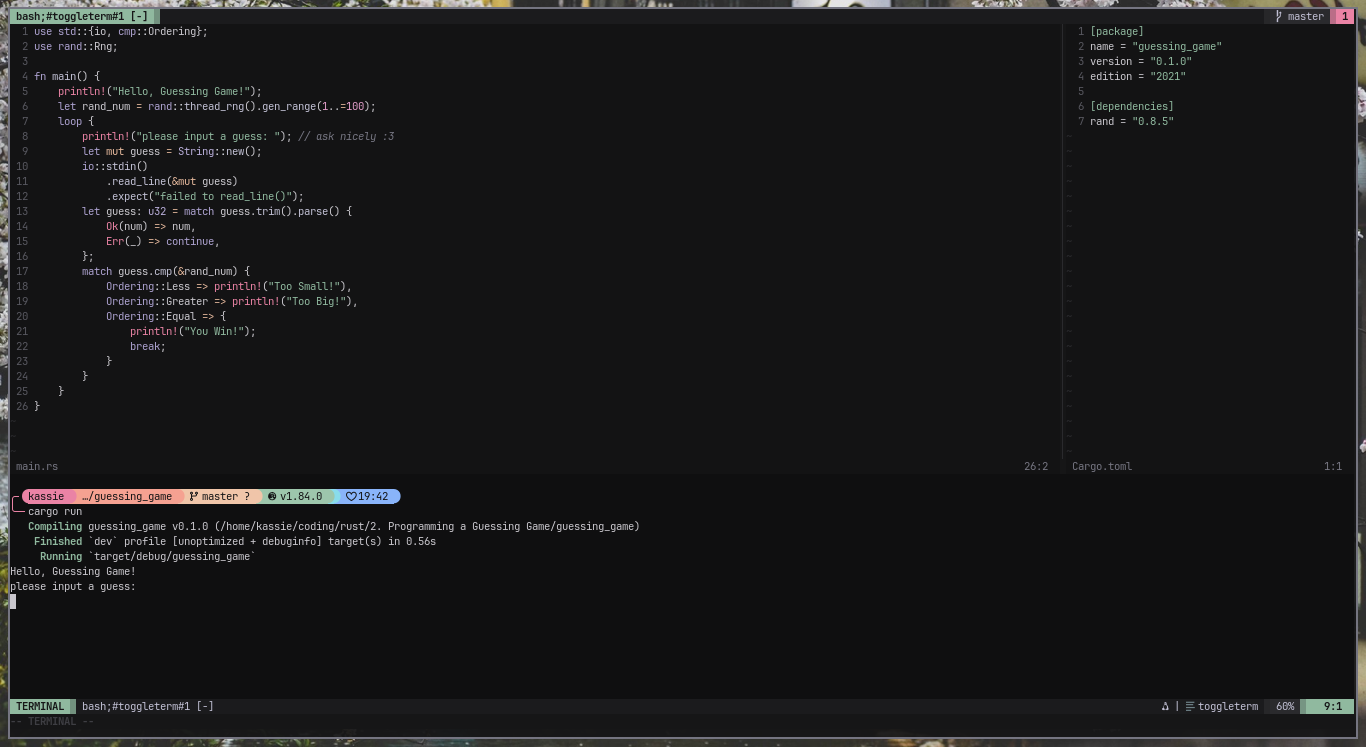 bash;#toggleterm#1 [-] master 1
1 use std::{io, cmp::Ordering};
2 use rand::Rng;
3
4 fn main() {
5     println!("Hello, Guessing Game!");
6     let rand_num = rand::thread_rng().gen_range(1..=100);
7     loop {
8         println!("please input a guess: "); // ask nicely :3
9         let mut guess = String::new();
10         io::stdin()
11             .read_line(&mut guess)
12             .expect("failed to read_line()");
13         let guess: u32 = match guess.trim().parse() {
14             Ok(num) => num,
15             Err(_) => continue,
16         };
17         match guess.cmp(&rand_num) {
18             Ordering::Less => println!("Too Small!"),
19             Ordering::Greater => println!("Too Big!"),
20             Ordering::Equal => {
21                 println!("You Win!");
22                 break;
23             }
24         }
25     }
26 }
main.rs 26:2
1 [package]
2 name = "guessing_game"
3 version = "0.1.0"
4 edition = "2021"
5
6 [dependencies]
7 rand = "0.8.5"
Cargo.toml 1:1
kassie …/guessing_game master ? v1.84.0 19:42
cargo run
Compiling guessing_game v0.1.0 (/home/kassie/coding/rust/2. Programming a Guessing Game/guessing_game)
Finished `dev` profile [unoptimized + debuginfo] target(s) in 0.56s
Running `target/debug/guessing_game`
Hello, Guessing Game!
please input a guess:
TERMINAL bash;#toggleterm#1 [-] | toggleterm 60% 9:1
-- TERMINAL --